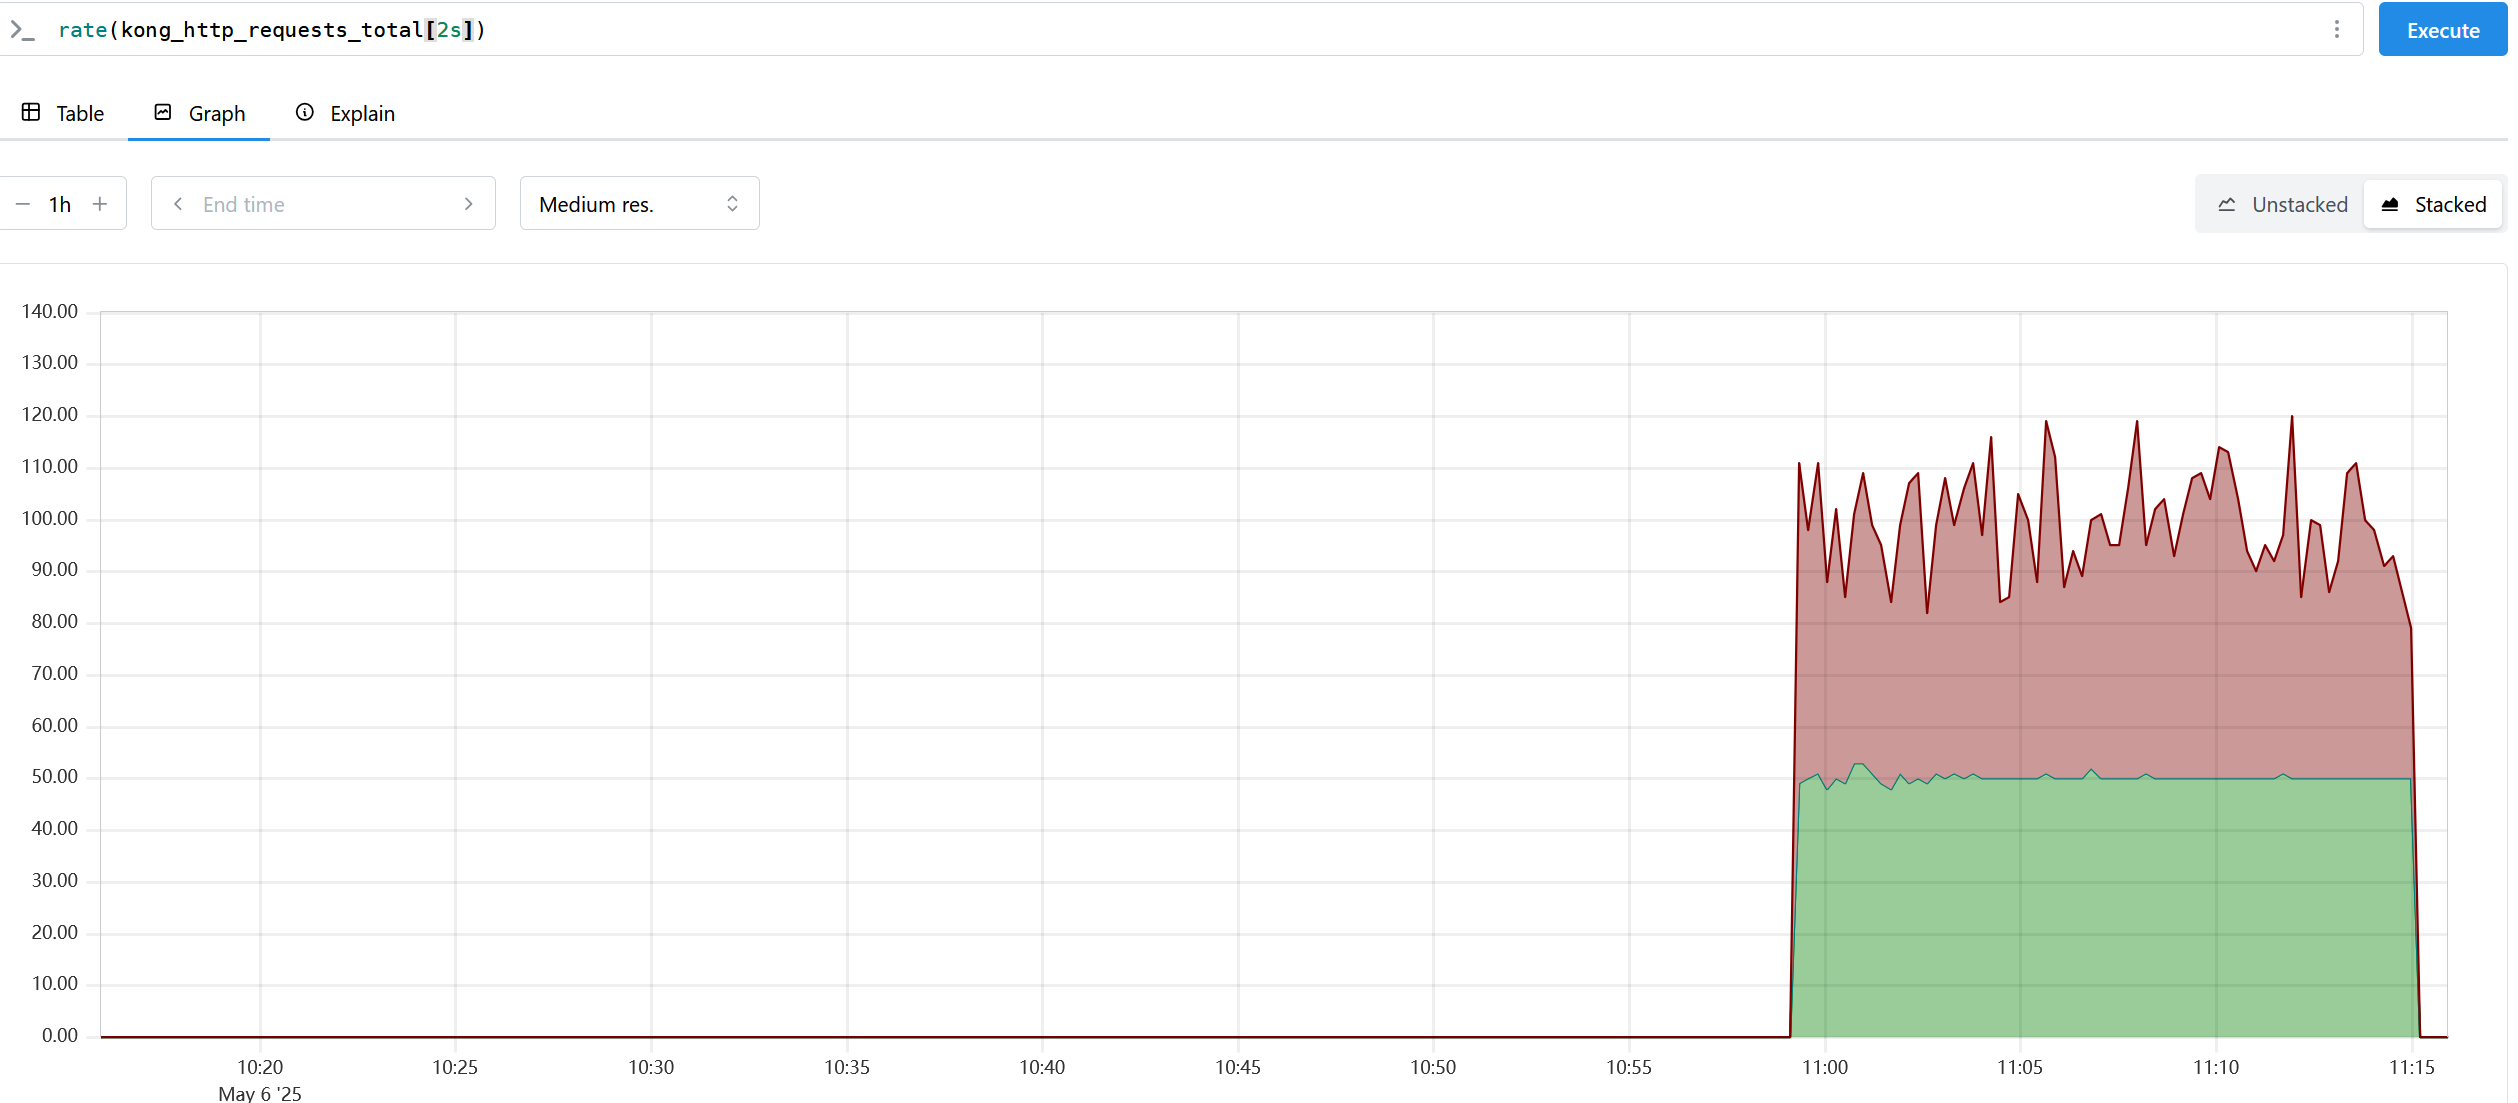 rate(kong_http_requests_total[2s])
Execute
Table Graph Explain
1h End time Medium res. Unstacked Stacked
140.00
130.00
120.00
110.00
100.00
90.00
80.00
70.00
60.00
50.00
40.00
30.00
20.00
10.00
0.00
10:20 10:25 10:30 10:35 10:40 10:45 10:50 10:55 11:00 11:05 11:10 11:15
May 6 '25